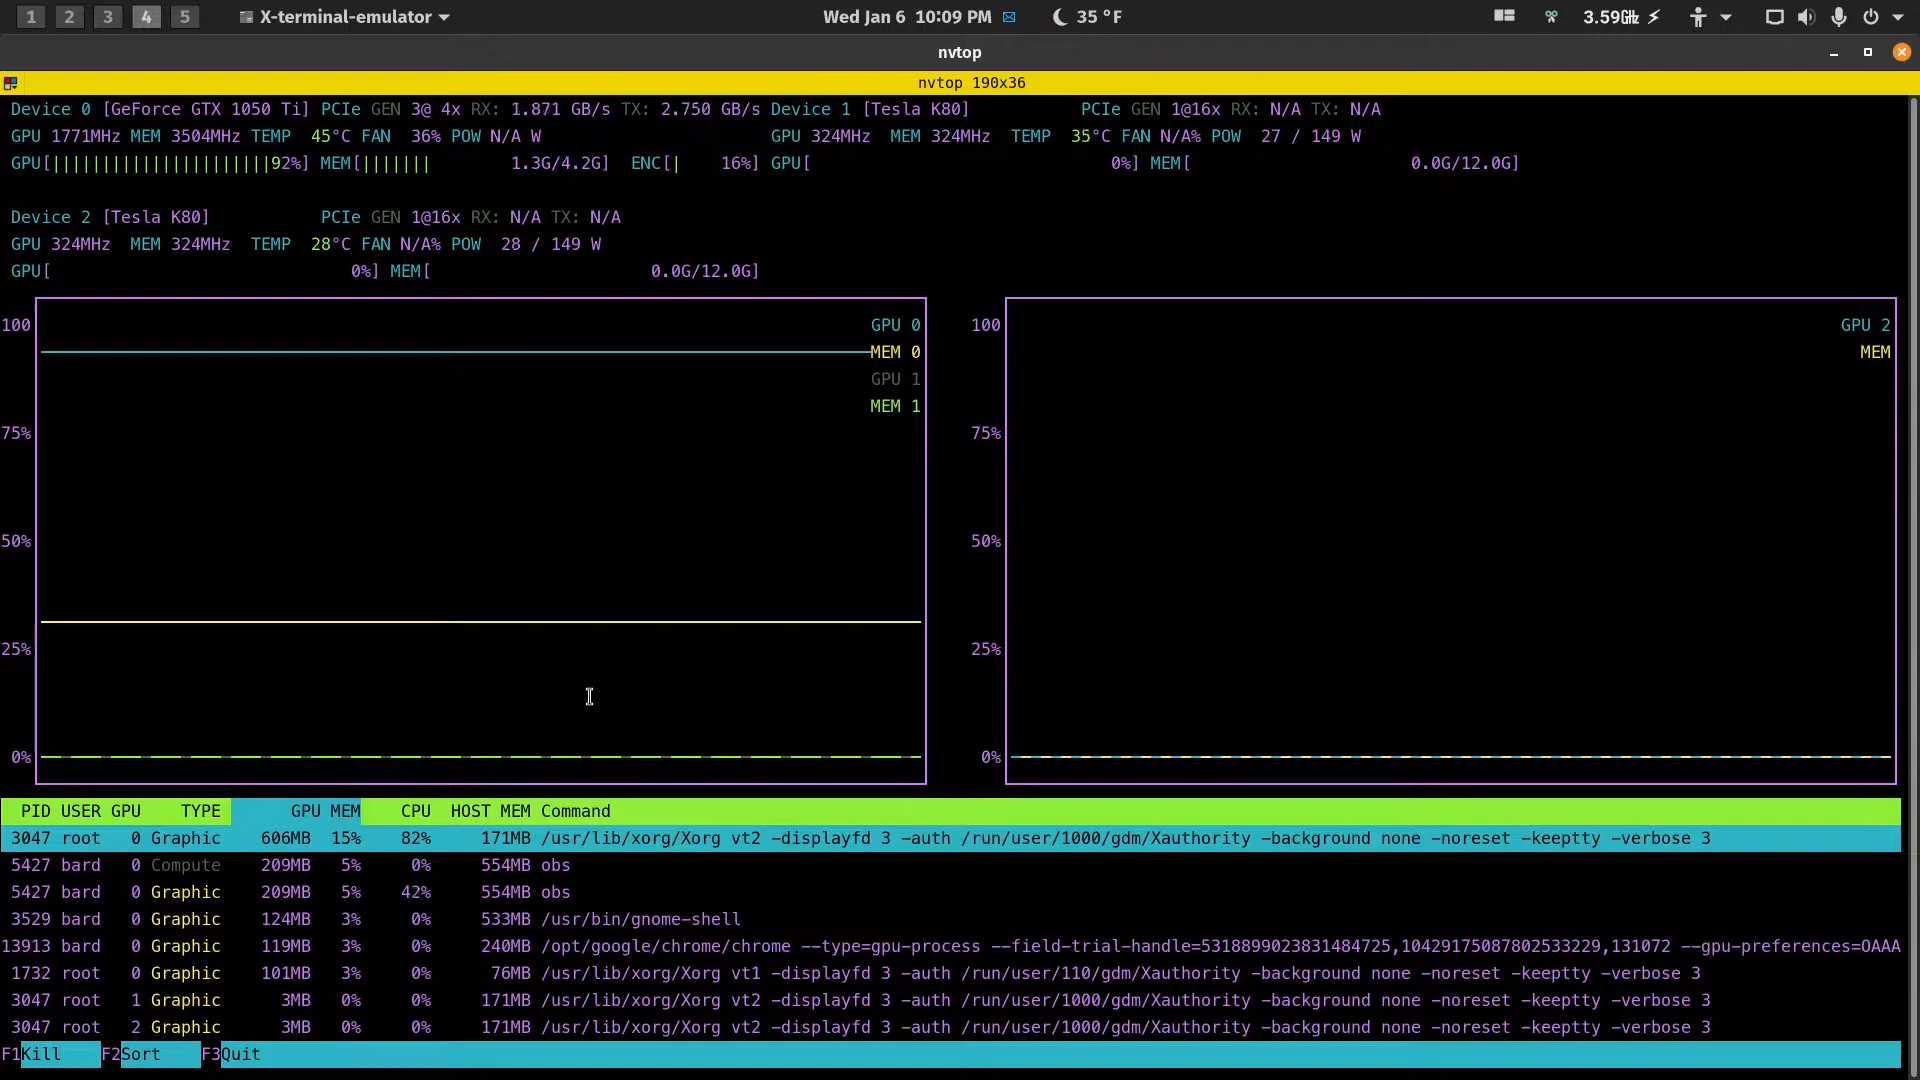 1 2 3 4 5 X-terminal-emulator Wed Jan 6 10:09 PM 35 °F 3.59GHz
nvtop
nvtop 190x36
Device 0 [GeForce GTX 1050 Ti] PCIe GEN 3@ 4x RX: 1.871 GB/s TX: 2.750 GB/s Device 1 [Tesla K80] PCIe GEN 1@16x RX: N/A TX: N/A
GPU 1771MHz MEM 3504MHz TEMP 45°C FAN 36% POW N/A W GPU 324MHz MEM 324MHz TEMP 35°C FAN N/A% POW 27 / 149 W
GPU[||||||||||||||||||||||92%] MEM[||||||| 1.3G/4.2G] ENC[| 16%] GPU[ 0%] MEM[ 0.0G/12.0G]
Device 2 [Tesla K80] PCIe GEN 1@16x RX: N/A TX: N/A
GPU 324MHz MEM 324MHz TEMP 28°C FAN N/A% POW 28 / 149 W
GPU[ 0%] MEM[ 0.0G/12.0G]
100 GPU 0 100 GPU 2
MEM 0 MEM
GPU 1
MEM 1
75% 75%
50% 50%
25% 25%
0% 0%
PID USER GPU TYPE GPU MEM CPU HOST MEM Command
3047 root 0 Graphic 606MB 15% 82% 171MB /usr/lib/xorg/Xorg vt2 -displayfd 3 -auth /run/user/1000/gdm/Xauthority -background none -noreset -keeptty -verbose 3
5427 bard 0 Compute 209MB 5% 0% 554MB obs
5427 bard 0 Graphic 209MB 5% 42% 554MB obs
3529 bard 0 Graphic 124MB 3% 0% 533MB /usr/bin/gnome-shell
13913 bard 0 Graphic 119MB 3% 0% 240MB /opt/google/chrome/chrome --type=gpu-process --field-trial-handle=5318899023831484725,10429175087802533229,131072 --gpu-preferences=OAAA
1732 root 0 Graphic 101MB 3% 0% 76MB /usr/lib/xorg/Xorg vt1 -displayfd 3 -auth /run/user/110/gdm/Xauthority -background none -noreset -keeptty -verbose 3
3047 root 1 Graphic 3MB 0% 0% 171MB /usr/lib/xorg/Xorg vt2 -displayfd 3 -auth /run/user/1000/gdm/Xauthority -background none -noreset -keeptty -verbose 3
3047 root 2 Graphic 3MB 0% 0% 171MB /usr/lib/xorg/Xorg vt2 -displayfd 3 -auth /run/user/1000/gdm/Xauthority -background none -noreset -keeptty -verbose 3
F1Kill F2Sort F3Quit